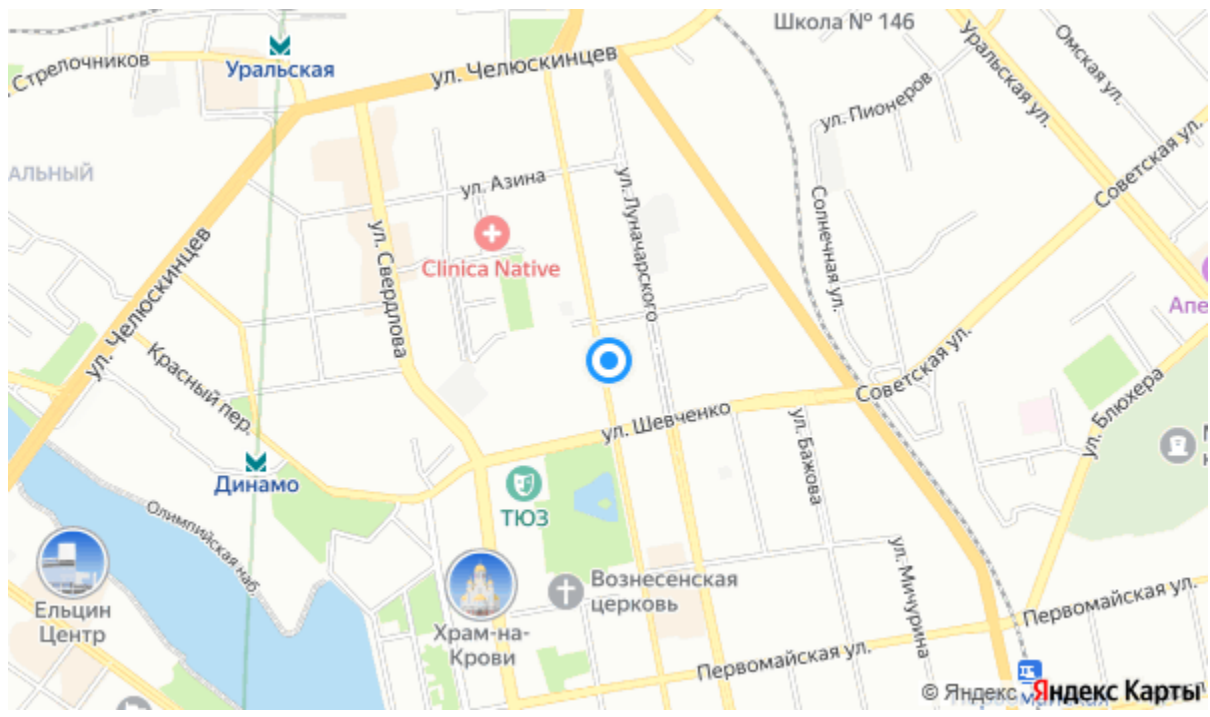 Школа № 146
Уральская
ул. Челюскинцев
Стрелочников
ул. Пионеров
Уральская ул.
Омская ул.
АЛЬНЫЙ
ул. Азина
ул. Луначарского
Солнечная ул.
Советская ул.
ул. Свердлова
Clinica Native
ул. Челюскинцев
Апе
Красный пер.
Советская ул.
ул. Шевченко
ул. Блюхера
ул. Бажова
Динамо
ТЮЗ
Олимпийская наб.
ул. Мичурина
Ельцин
Центр
Храм-на-
Крови
Вознесенская
церковь
Первомайская ул.
Первомайская ул.
© Яндекс
Яндекс Карты
Первомайская